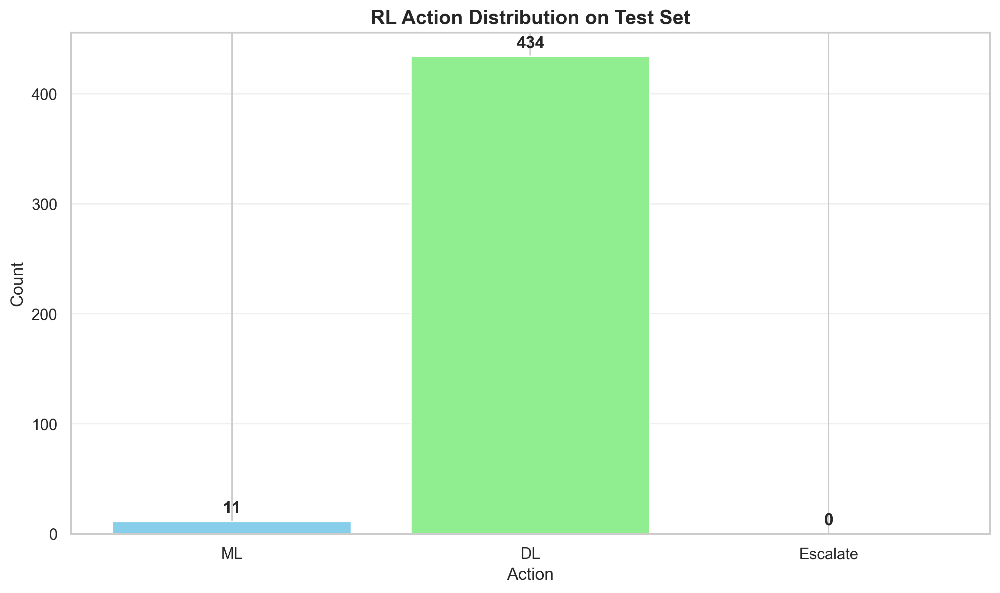 RL Action Distribution on Test Set
434
400
300
200
100
0
11
0
Count
ML
DL
Escalate
Action